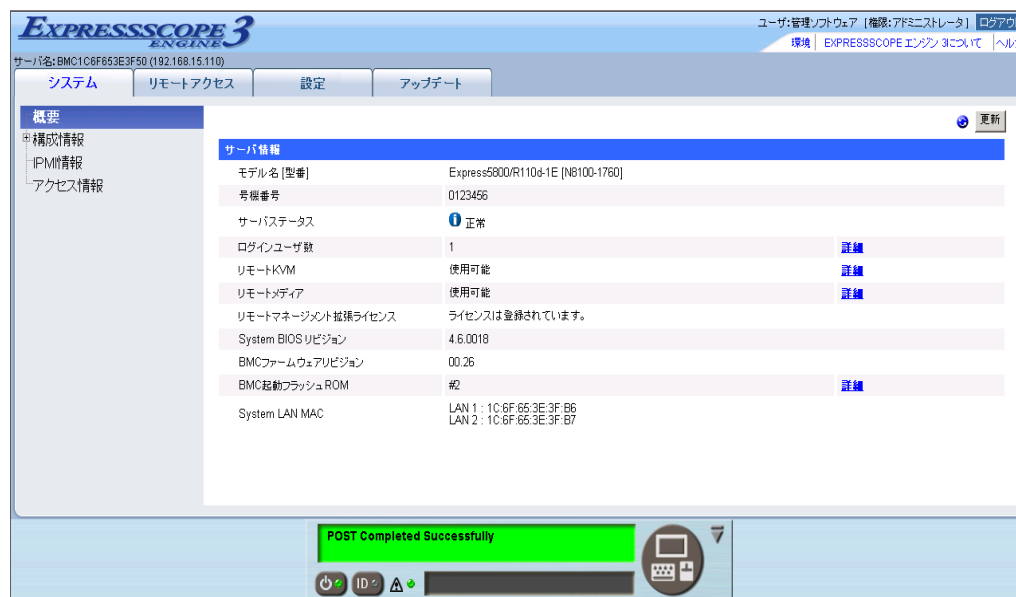 EXPRESSSCOPE
ENGINE 3
ユーザ:管理ソフトウェア [権限:アドミニストレータ] ログアウ
環境 EXPRESSSCOPE エンジン 3について ヘル
サーバ名:BMC1C6F653E3F50 (192.168.15.110)
システム リモートアクセス 設定 アップデート
概要
構成情報
IPMI情報
アクセス情報
更新
サーバ情報
モデル名 [型番] Express5800/R110d-1E [N8100-1760]
号機番号 0123456
サーバステータス 正常
ログインユーザ数 1 詳細
リモートKVM 使用可能 詳細
リモートメディア 使用可能 詳細
リモートマネージメント拡張ライセンス ライセンスは登録されています。
System BIOS リビジョン 4.6.0018
BMCファームウェアリビジョン 00.26
BMC起動フラッシュROM #2 詳細
System LAN MAC LAN 1 : 1C:6F:65:3E:3F:B6
LAN 2 : 1C:6F:65:3E:3F:B7
POST Completed Successfully
ID